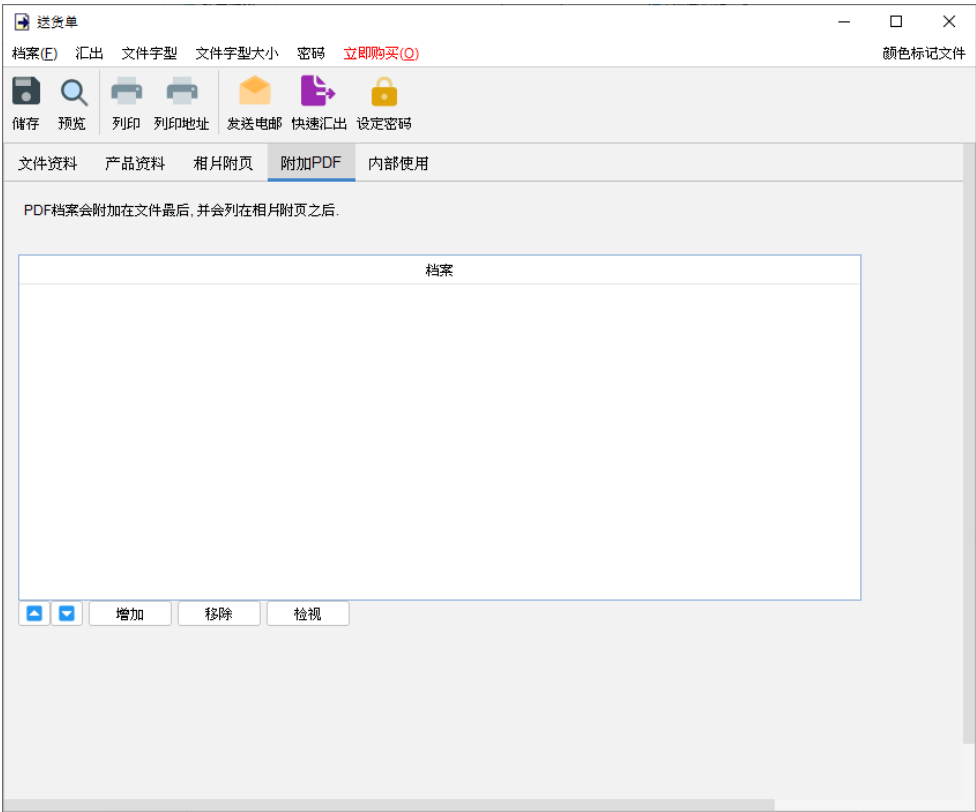 送货单
档案(F) 汇出 文件字型 文件字型大小 密码 立即购买(O) 颜色标记文件
储存 预览 列印 列印地址 发送电邮 快速汇出 设定密码
文件资料 产品资料 相片附页 附加PDF 内部使用
PDF档案会附加在文件最后, 并会列在相片附页之后.
档案
增加 移除 检视